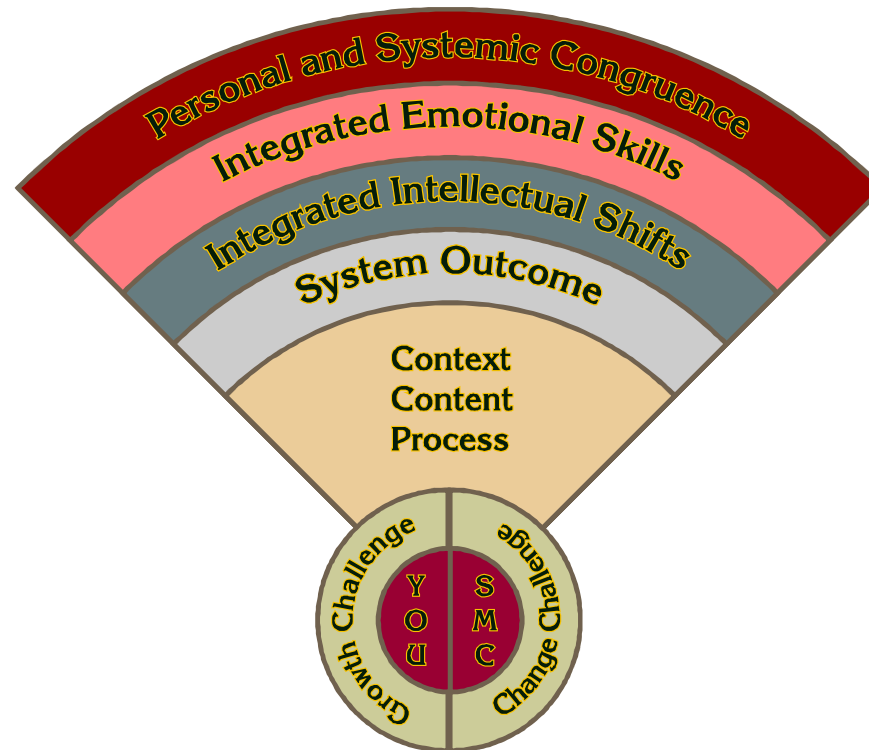 Personal and Systemic Congruence
Integrated Emotional Skills
Integrated Intellectual Shifts
System Outcome
Context
Content
Process
Growth Challenge
YOU
SMC
Change Challenge